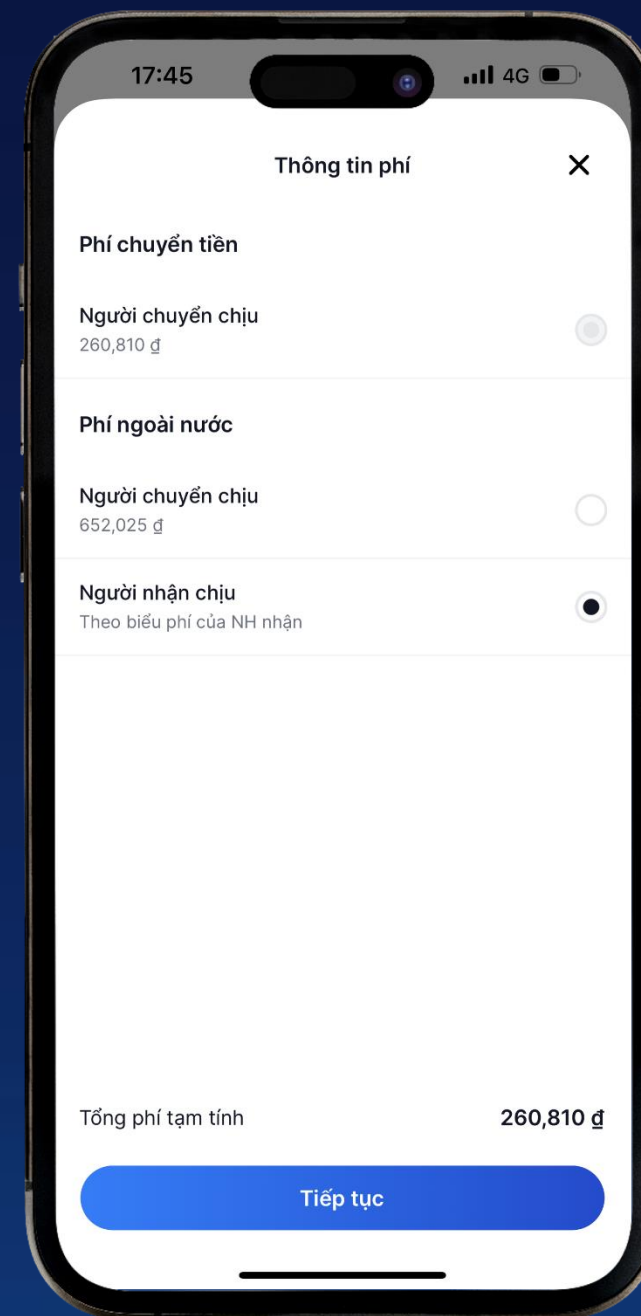 17:45
4G
Thông tin phí
Phí chuyển tiền
Người chuyển chịu
260,810 ₫
Phí ngoài nước
Người chuyển chịu
652,025 ₫
Người nhận chịu
Theo biểu phí của NH nhận
Tổng phí tạm tính 260,810 ₫
Tiếp tục